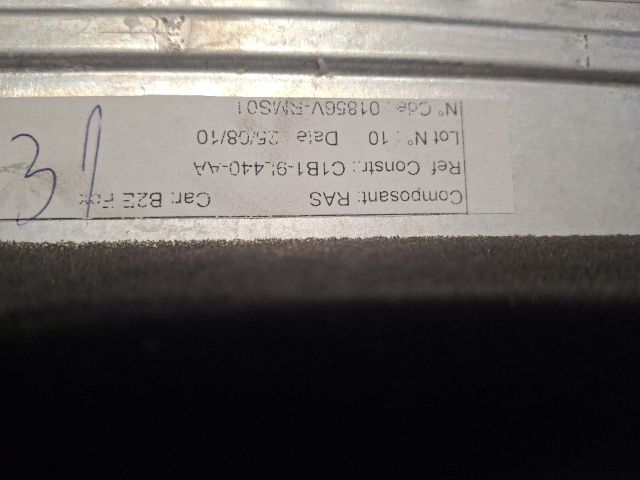 Composant: RAS Car: B2E
Ref. Constr.: C1B1-9L440-AA
Lot N° : 10 Date : 25/08/10
N° Cde : 01856V-RMS01
31